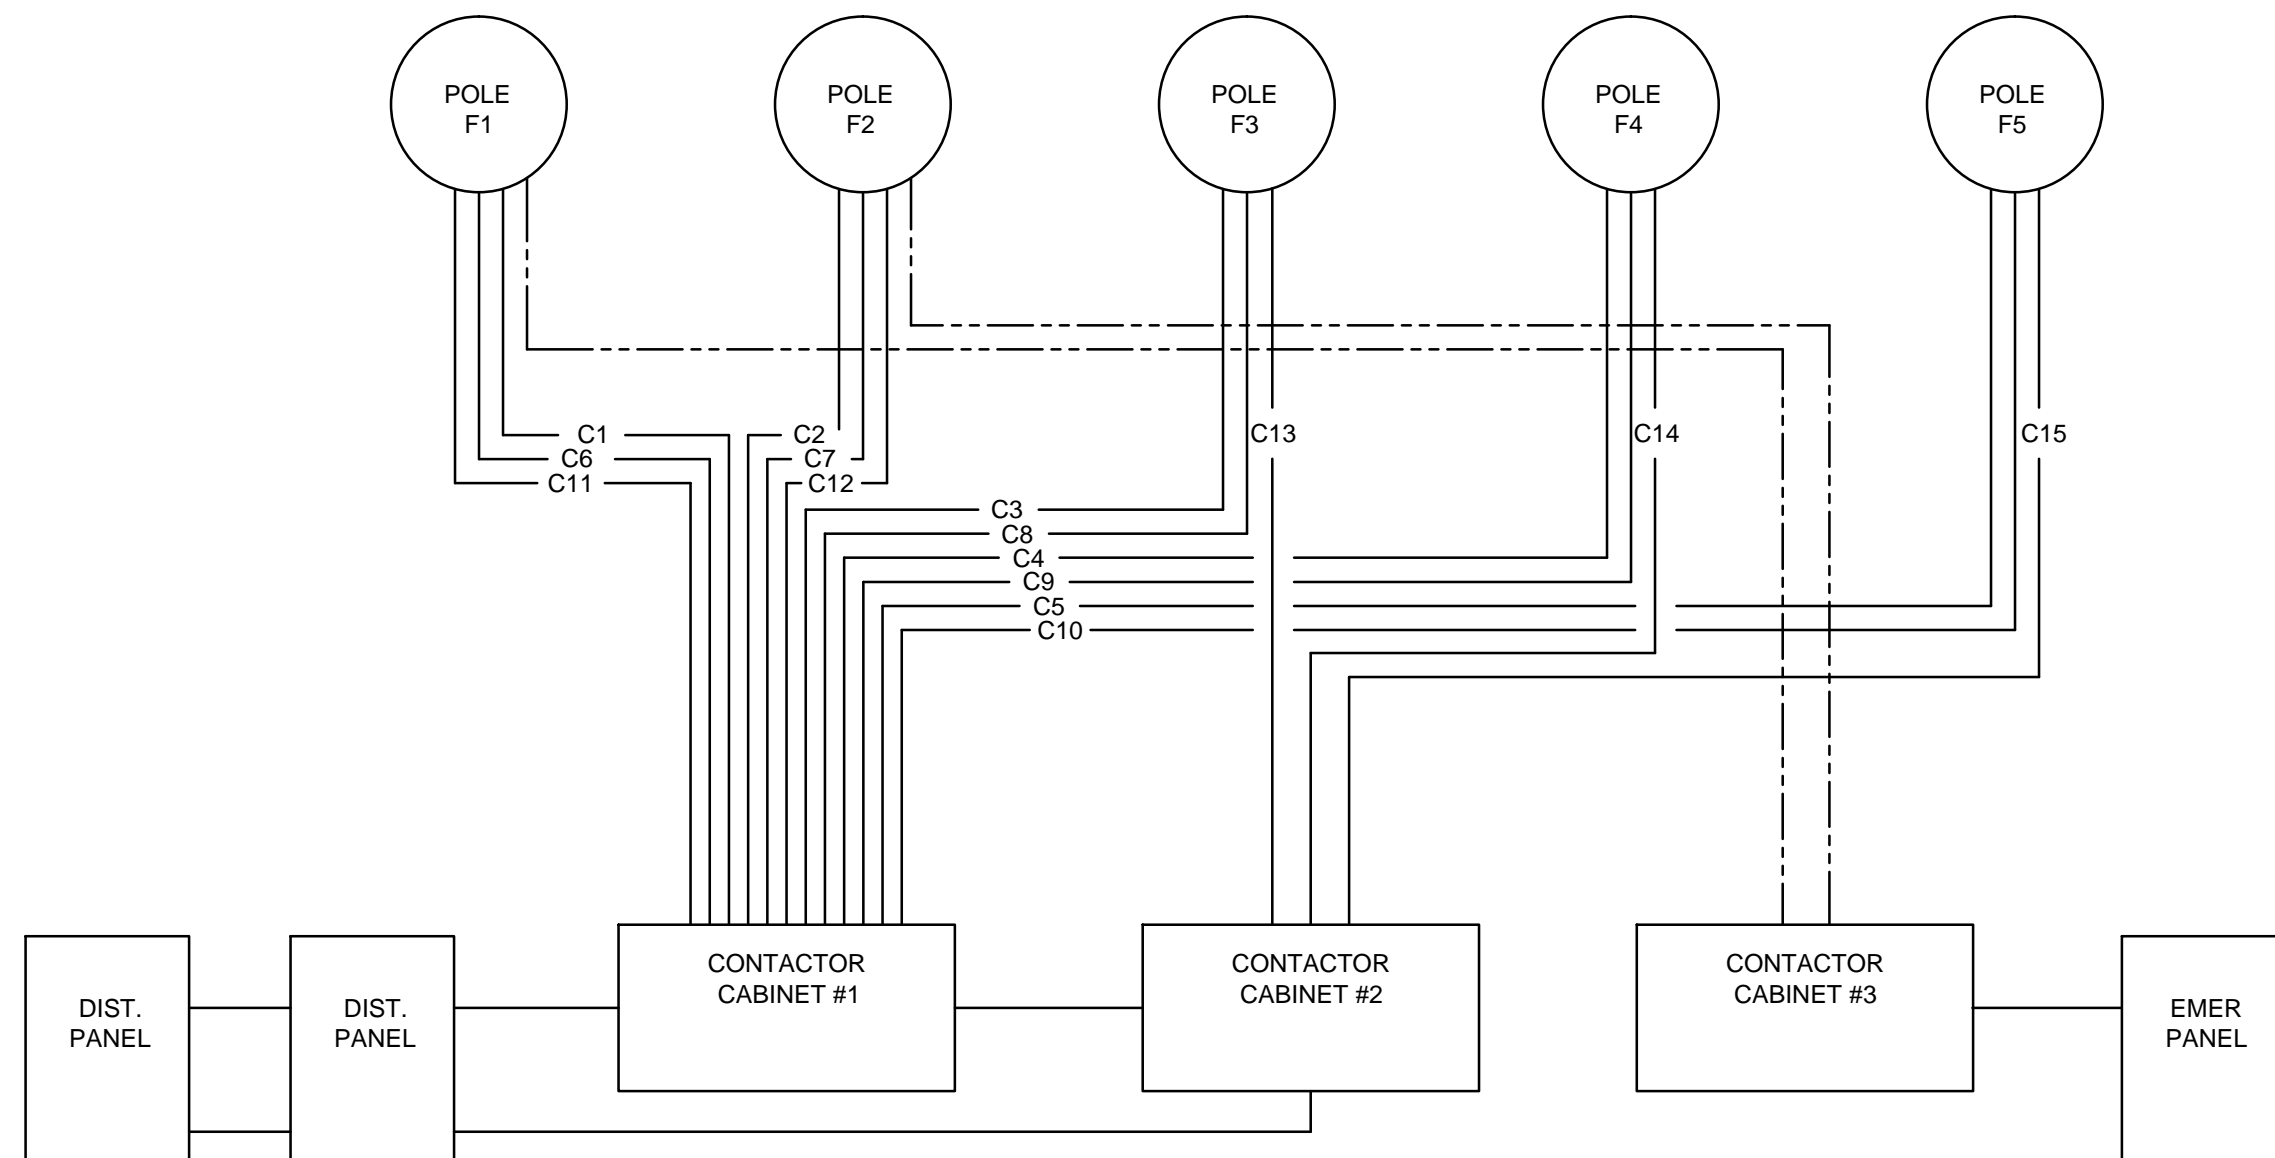 POLE
F1
POLE
F2
POLE
F3
POLE
F4
POLE
F5
C1
C2
C13
C14
C15
C6
C7
C11
C12
C3
C8
C4
C9
C5
C10
CONTACTOR
CABINET #1
CONTACTOR
CABINET #2
CONTACTOR
CABINET #3
DIST.
PANEL
DIST.
PANEL
EMER
PANEL